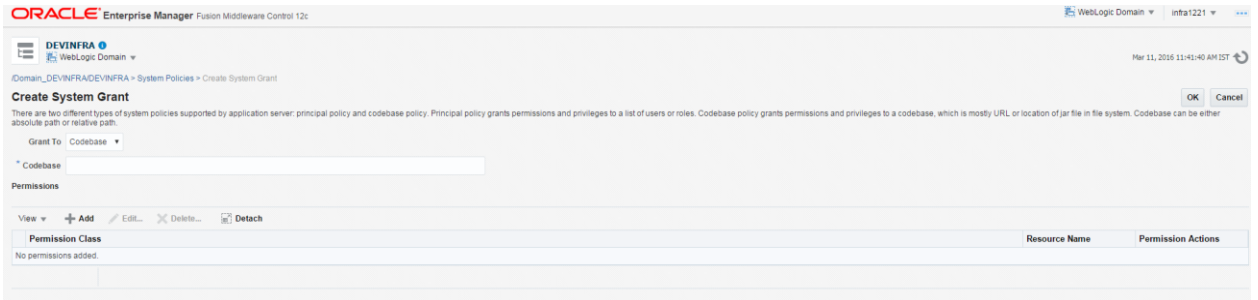 ORACLE Enterprise Manager Fusion Middleware Control 12c
WebLogic Domain infra1221
DEVINFRA
WebLogic Domain
Mar 11, 2016 11:41:40 AM IST
/Domain_DEVINFRA/DEVINFRA > System Policies > Create System Grant
Create System Grant
OK Cancel
There are two different types of system policies supported by application server: principal policy and codebase policy. Principal policy grants permissions and privileges to a list of users or roles. Codebase policy grants permissions and privileges to a codebase, which is mostly URL or location of jar file in file system. Codebase can be either
absolute path or relative path.
Grant To Codebase
* Codebase
Permissions
View Add Edit... Delete... Detach
Permission Class Resource Name Permission Actions
No permissions added.